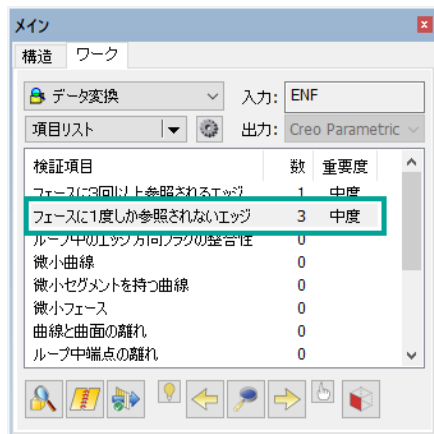 メイン
構造 ワーク
データ変換 入力: ENF
項目リスト 出力: Creo Parametric
検証項目 数 重要度
フェースに3回以上参照されるエッジ 1 中度
フェースに1度しか参照されないエッジ 3 中度
ループ中のエッジ方向フラグの整合性 0
微小曲線 0
微小セグメントを持つ曲線 0
微小フェース 0
曲線と曲面の離れ 0
ループ中端点の離れ 0